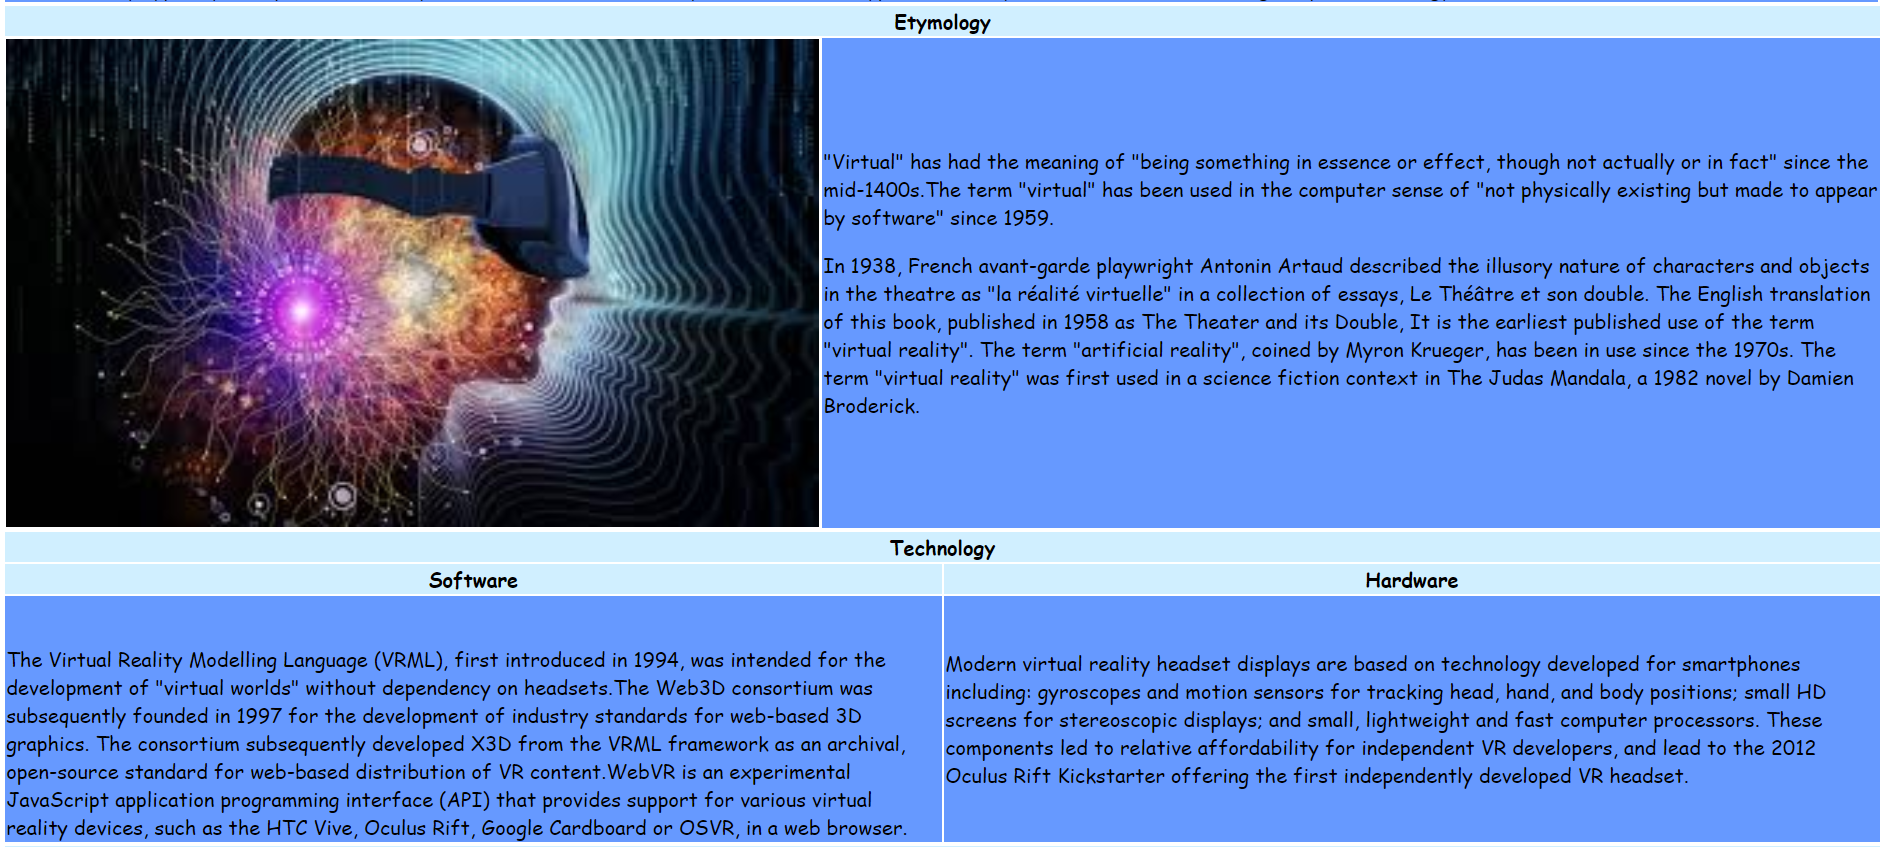 Etymology
"Virtual" has had the meaning of "being something in essence or effect, though not actually or in fact" since the
mid-1400s.The term "virtual" has been used in the computer sense of "not physically existing but made to appear
by software" since 1959.
In 1938, French avant-garde playwright Antonin Artaud described the illusory nature of characters and objects
in the theatre as "la réalité virtuelle" in a collection of essays, Le Théâtre et son double. The English translation
of this book, published in 1958 as The Theater and its Double, It is the earliest published use of the term
"virtual reality". The term "artificial reality", coined by Myron Krueger, has been in use since the 1970s. The
term "virtual reality" was first used in a science fiction context in The Judas Mandala, a 1982 novel by Damien
Broderick.
Technology
Software
Hardware
The Virtual Reality Modelling Language (VRML), first introduced in 1994, was intended for the
development of "virtual worlds" without dependency on headsets.The Web3D consortium was
subsequently founded in 1997 for the development of industry standards for web-based 3D
graphics. The consortium subsequently developed X3D from the VRML framework as an archival,
open-source standard for web-based distribution of VR content.WebVR is an experimental
JavaScript application programming interface (API) that provides support for various virtual
reality devices, such as the HTC Vive, Oculus Rift, Google Cardboard or OSVR, in a web browser.
Modern virtual reality headset displays are based on technology developed for smartphones
including: gyroscopes and motion sensors for tracking head, hand, and body positions; small HD
screens for stereoscopic displays; and small, lightweight and fast computer processors. These
components led to relative affordability for independent VR developers, and lead to the 2012
Oculus Rift Kickstarter offering the first independently developed VR headset.